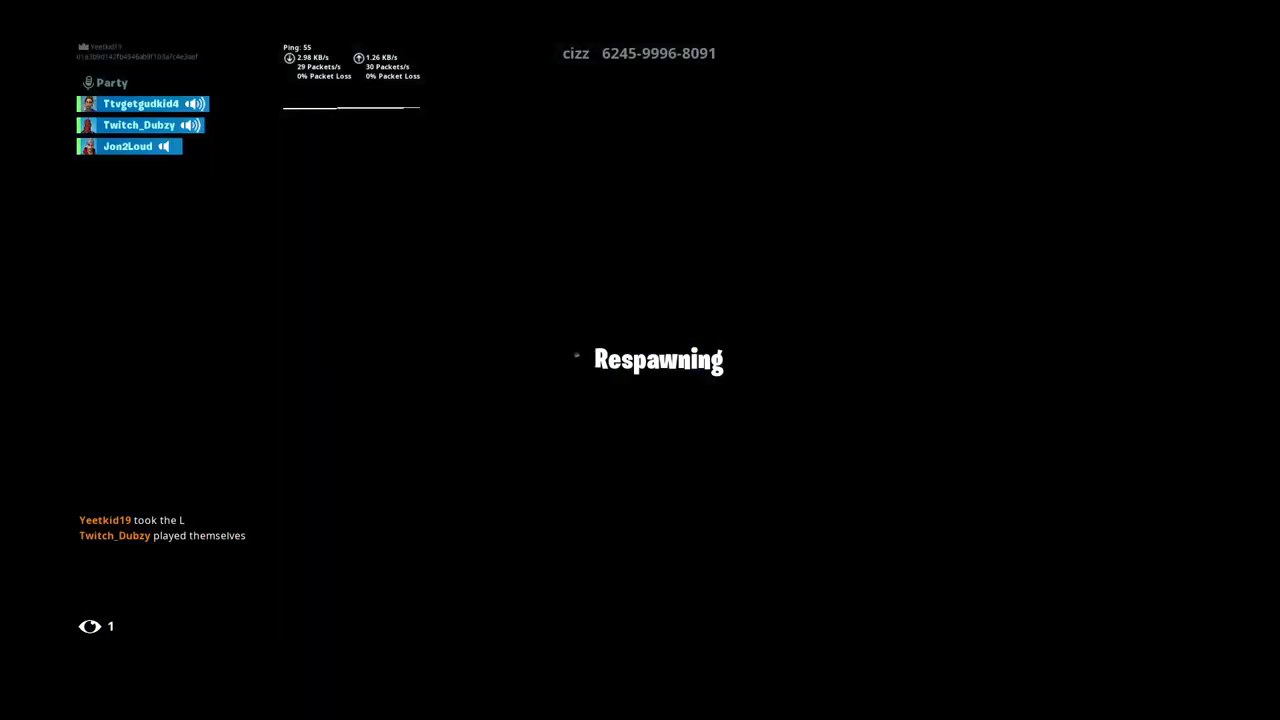 Yeetkid19
Party
Ttvgetgudkid4
Twitch_Dubzy
Jon2Loud
Ping: 55
2.98 KB/s 1.26 KB/s
29 Packets/s 30 Packets/s
0% Packet Loss 0% Packet Loss
cizz 6245-9996-8091
Respawning
Yeetkid19 took the L
Twitch_Dubzy played themselves
1